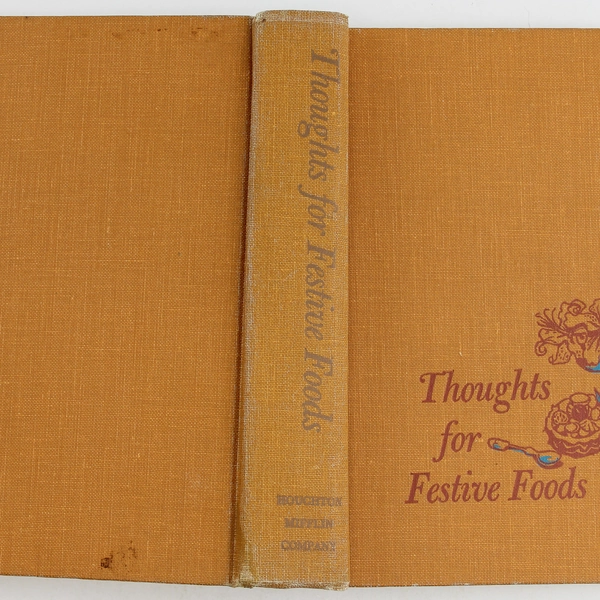 Thoughts for Festive Foods
HOUGHTON
MIFFLIN
COMPANY
Thoughts
for
Festive Foods